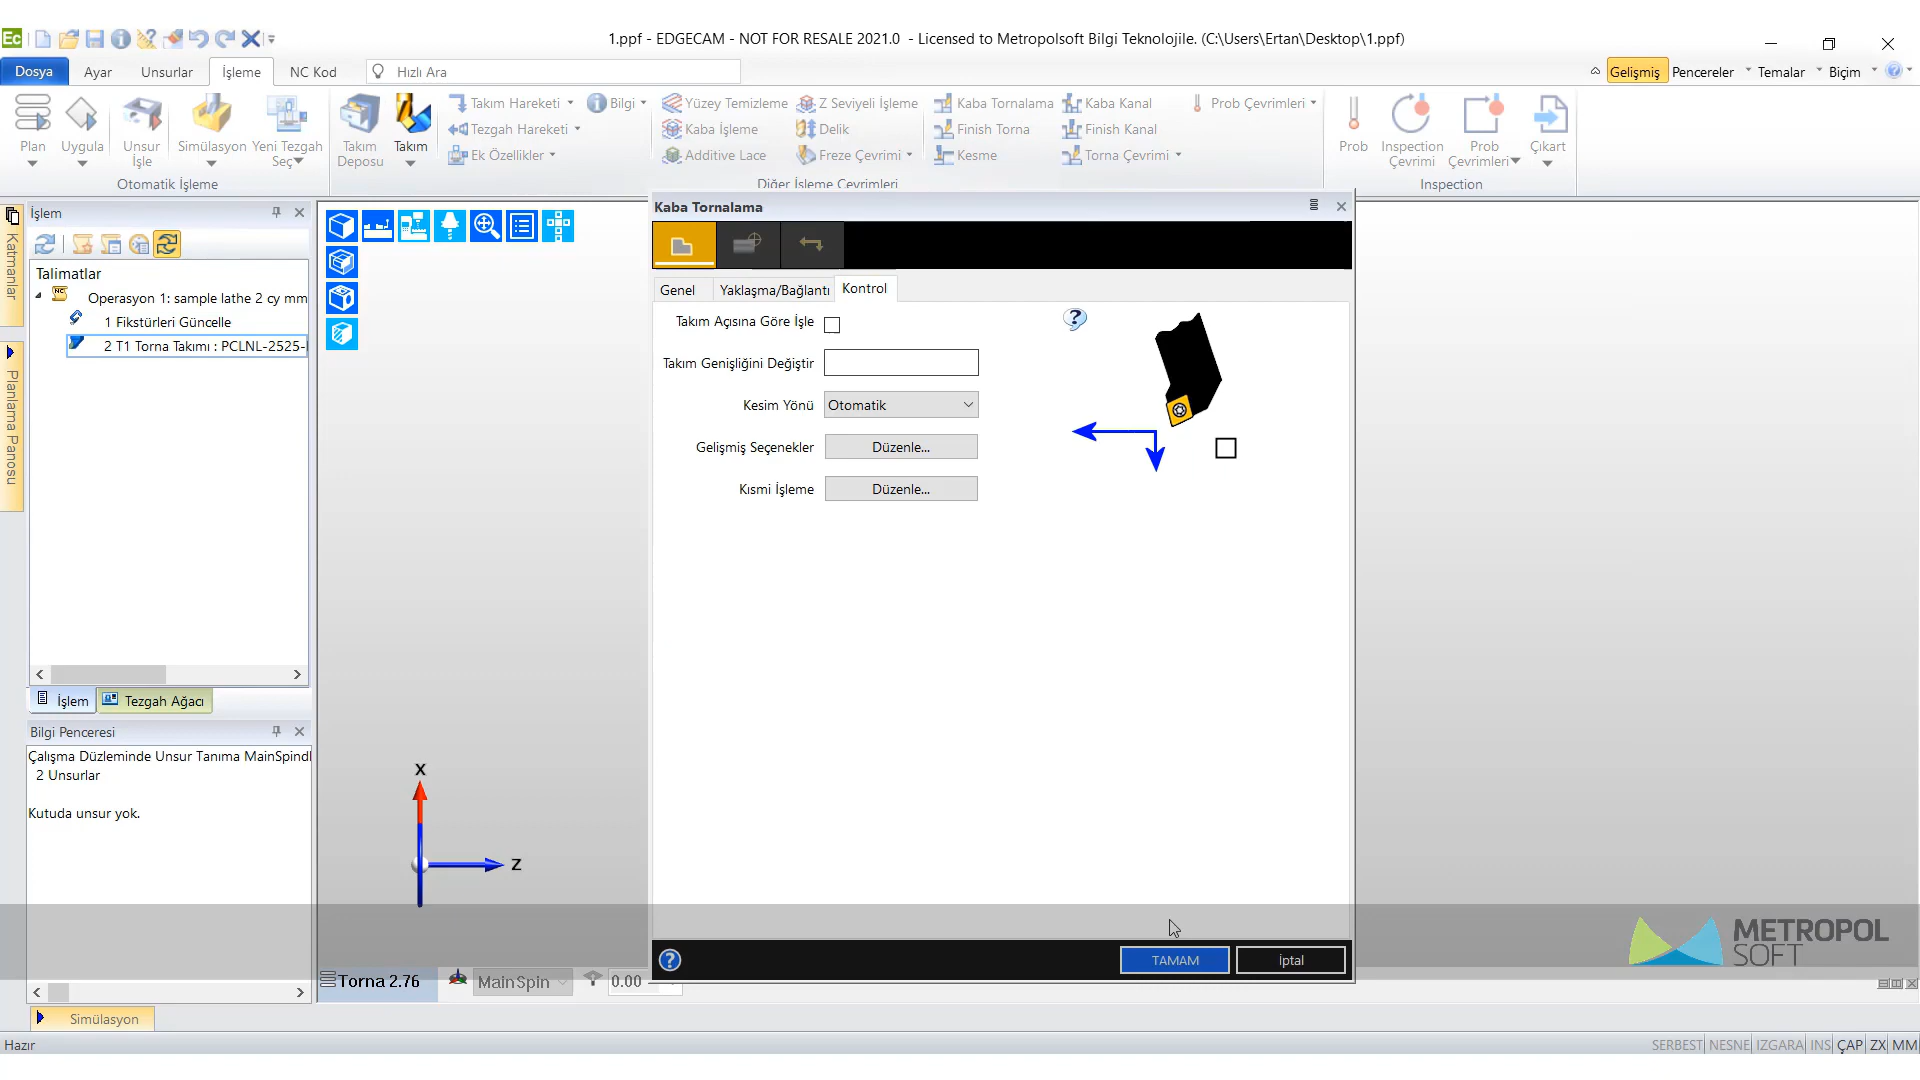 Ec
1.ppf - EDGECAM - NOT FOR RESALE 2021.0 - Licensed to Metropolsoft Bilgi Teknolojile. (C:\Users\Ertan\Desktop\1.ppf)
Dosya Ayar Unsurlar İşleme NC Kod Hızlı Ara Gelişmiş Pencereler Temalar Biçim
Plan
Uygula
Unsur İşle
Simülasyon
Yeni Tezgah Seç
Otomatik İşleme
Takım Deposu
Takım
Takım Hareketi
Tezgah Hareketi
Ek Özellikler
Bilgi
Yüzey Temizleme
Kaba İşleme
Additive Lace
Z Seviyeli İşleme
Delik
Freze Çevrimi
Kaba Tornalama
Finish Torna
Kesme
Kaba Kanal
Finish Kanal
Torna Çevrimi
Prob Çevrimleri
Diğer İşleme Çevrimleri
Prob
Inspection Çevrimi
Prob Çevrimleri
Çıkart
Inspection
Katmanlar
Planlama Panosu
İşlem
Talimatlar
NC
Operasyon 1: sample lathe 2 cy mm
1 Fikstürleri Güncelle
2 T1 Torna Takımı : PCLNL-2525-
İşlem Tezgah Ağacı
Bilgi Penceresi
Çalışma Düzleminde Unsur Tanıma MainSpindl
2 Unsurlar
Kutuda unsur yok.
Simülasyon
Hazır
X
Z
Torna 2.76 MainSpin 0.00
Kaba Tornalama
Genel Yaklaşma/Bağlantı Kontrol
Takım Açısına Göre İşle
Takım Genişliğini Değiştir
Kesim Yönü Otomatik
Gelişmiş Seçenekler Düzenle...
Kısmi İşleme Düzenle...
TAMAM İptal
METROPOL
SOFT
SERBEST NESNE IZGARA INS ÇAP ZX MM